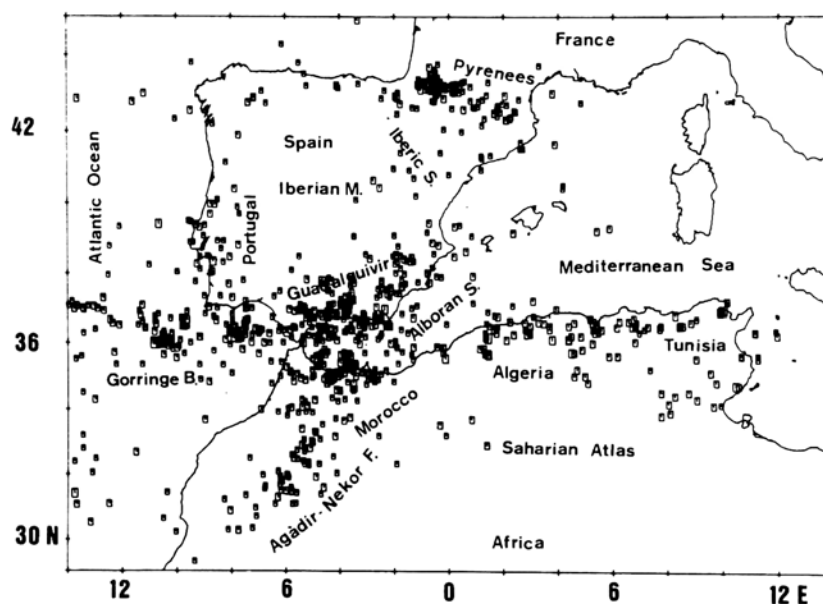 France
Pyrenees
42
Spain
Iberic S.
Iberian M.
Atlantic Ocean
Portugal
Guadalquivir
Mediterranean Sea
Alboran S.
36
Tunisia
Gorringe B.
Algeria
Morocco
Saharian Atlas
Agàdir-Nekor F.
30 N
Africa
12 6 0 6 12 E